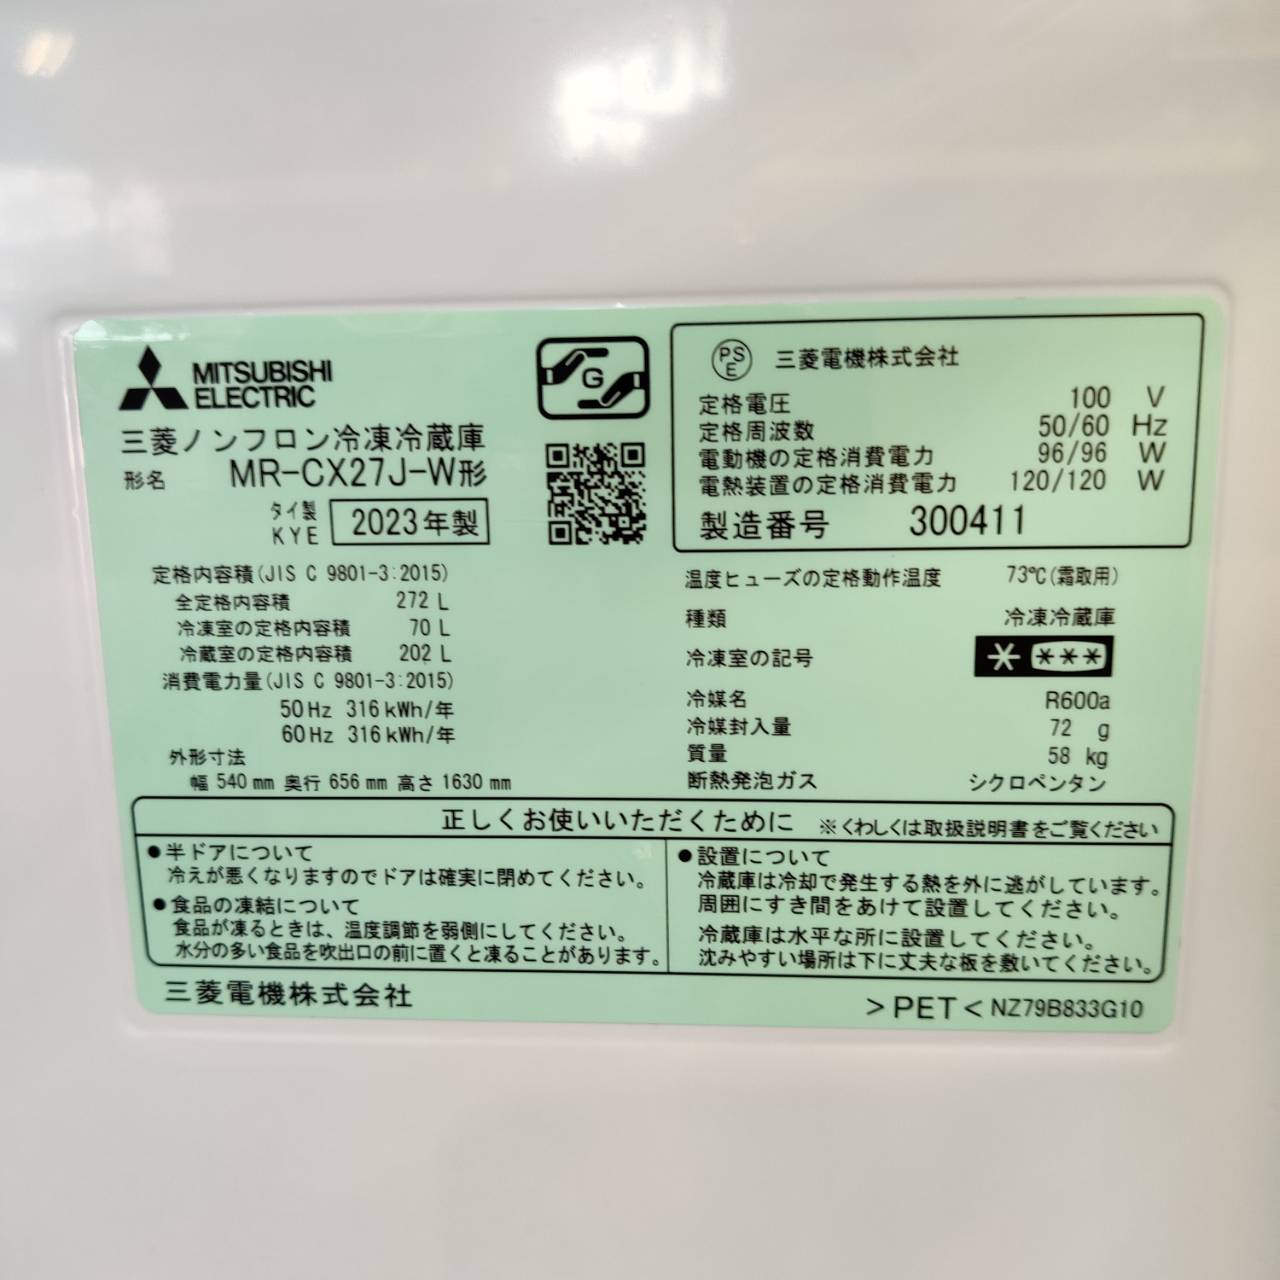 MITSUBISHI
ELECTRIC
三菱ノンフロン冷凍冷蔵庫
形名 MR-CX27J-W形
タイ製
KYE 2023年製
G
定格内容積(JIS C 9801-3:2015)
全定格内容積 272 L
冷凍室の定格内容積 70 L
冷蔵室の定格内容積 202 L
消費電力量(JIS C 9801-3:2015)
50Hz 316kWh/年
60Hz 316kWh/年
外形寸法
幅 540mm 奥行 656mm 高さ 1630mm
PS
E 三菱電機株式会社
定格電圧 100 V
定格周波数 50/60 Hz
電動機の定格消費電力 96/96 W
電熱装置の定格消費電力 120/120 W
製造番号 300411
温度ヒューズの定格動作温度 73℃(霜取用)
種類 冷凍冷蔵庫
冷凍室の記号 * ***
冷媒名 R600a
冷媒封入量 72 g
質量 58 kg
断熱発泡ガス シクロペンタン
正しくお使いいただくために ※くわしくは取扱説明書をご覧ください
●半ドアについて
冷えが悪くなりますのでドアは確実に閉めてください。
●食品の凍結について
食品が凍るときは、温度調節を弱側にしてください。
水分の多い食品を吹出口の前に置くと凍ることがあります。
●設置について
冷蔵庫は冷却で発生する熱を外に逃がしています。
周囲にすき間をあけて設置してください。
冷蔵庫は水平な所に設置してください。
沈みやすい場所は下に丈夫な板を敷いてください。
三菱電機株式会社
>PET< NZ79B833G10